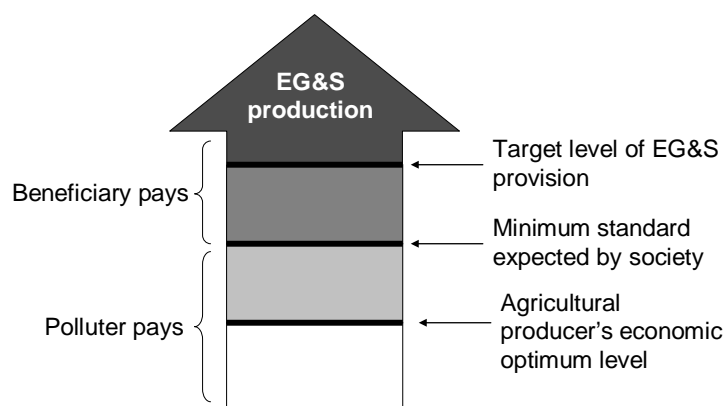 EG&S
production
Target level of EG&S
provision
Beneficiary pays
Minimum standard
expected by society
Polluter pays
Agricultural
producer's economic
optimum level